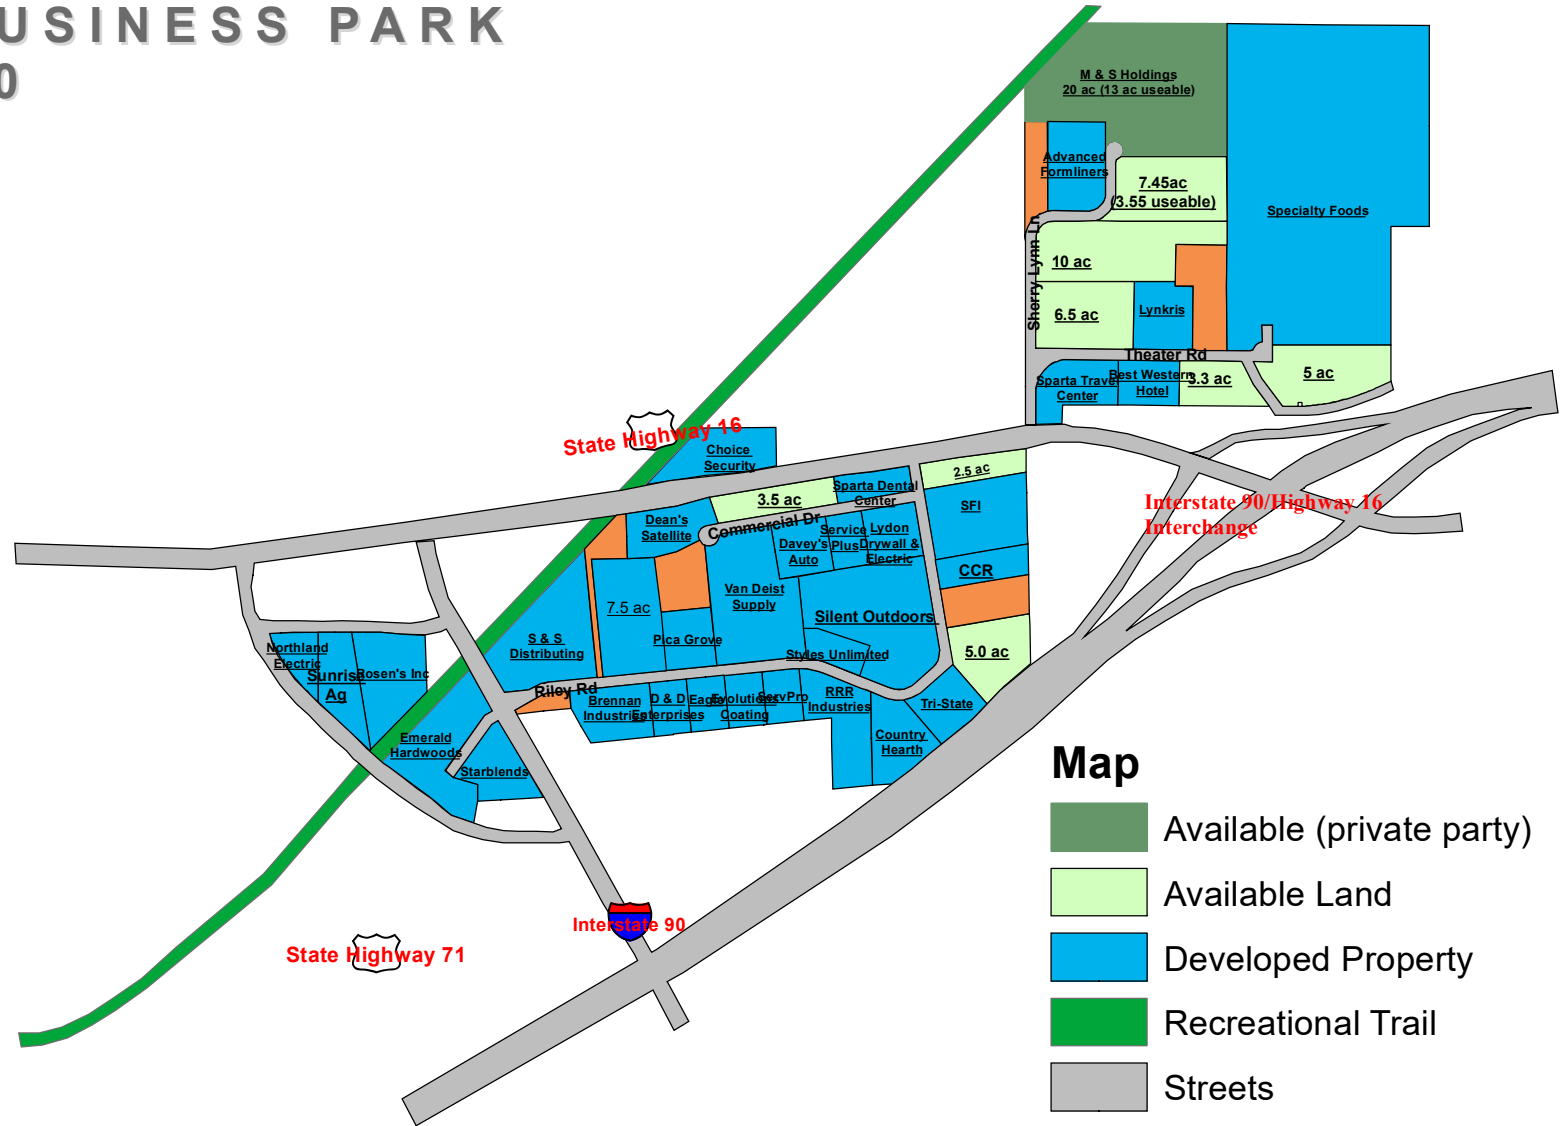 USINESS PARK
0
M & S Holdings
20 ac (13 ac useable)
Advanced
Formliners
7.45ac
(3.55 useable)
Specialty Foods
Sherry Lynn Ln
10 ac
6.5 ac
Lynkris
Theater Rd
Sparta Travel
Center
Best Western
Hotel
3.3 ac
5 ac
State Highway 16
Choice
Security
2.5 ac
3.5 ac
Sparta Dental
Center
Interstate 90/Highway 16
Interchange
SFI
Dean's
Satellite
Commercial Dr
Davey's
Auto
Service
Plus
Lydon
Drywall &
Electric
CCR
Van Deist
Supply
7.5 ac
Silent Outdoors
S & S
Distributing
Pica Grove
Styles Unlimited
5.0 ac
Northland
Electric
Sunrise
Ag
Rosen's Inc
Riley Rd
Brennan
Industries
D & D
Enterprises
Eagle
Evolutions
Coating
ServPro
RRR
Industries
Tri-State
Country
Hearth
Emerald
Hardwoods
Starblends
Map
Available (private party)
Available Land
Developed Property
Recreational Trail
Streets
Interstate 90
State Highway 71